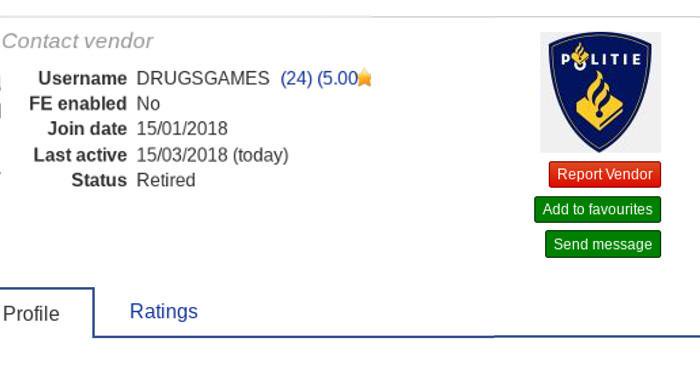 Contact vendor
Username DRUGSGAMES (24) (5.00
FE enabled No
Join date 15/01/2018
Last active 15/03/2018 (today)
Status Retired
POLITIE
Report Vendor
Add to favourites
Send message
Profile
Ratings